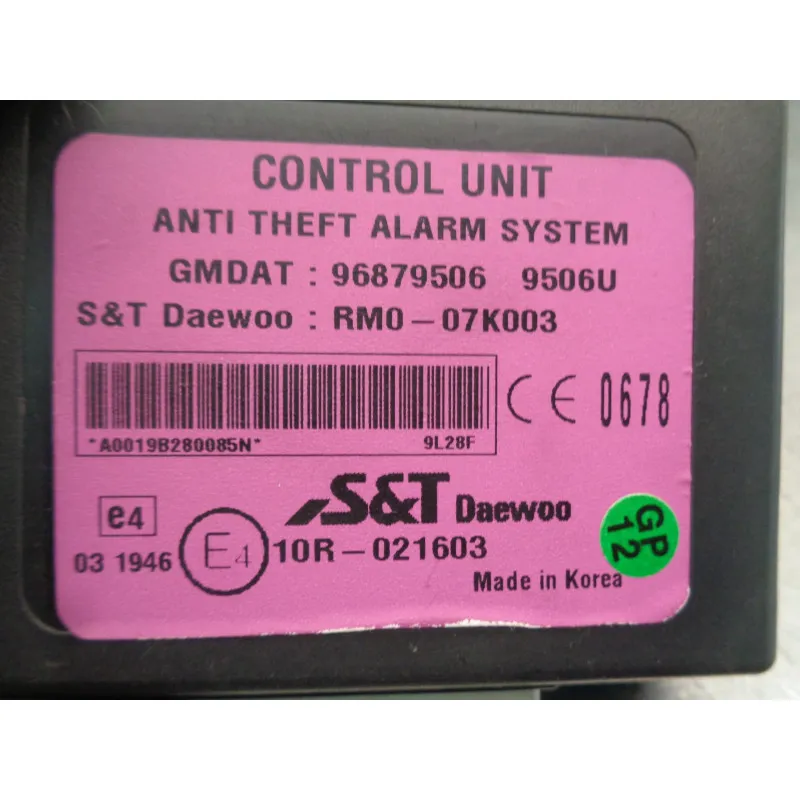 CONTROL UNIT
ANTI THEFT ALARM SYSTEM
GMDAT : 96879506 9506U
S&T Daewoo : RM0-07K003
*A0019B280085N* 9L28F
CE 0678
S&T Daewoo
e4
03 1946
E4
10R-021603
GP
12
Made in Korea